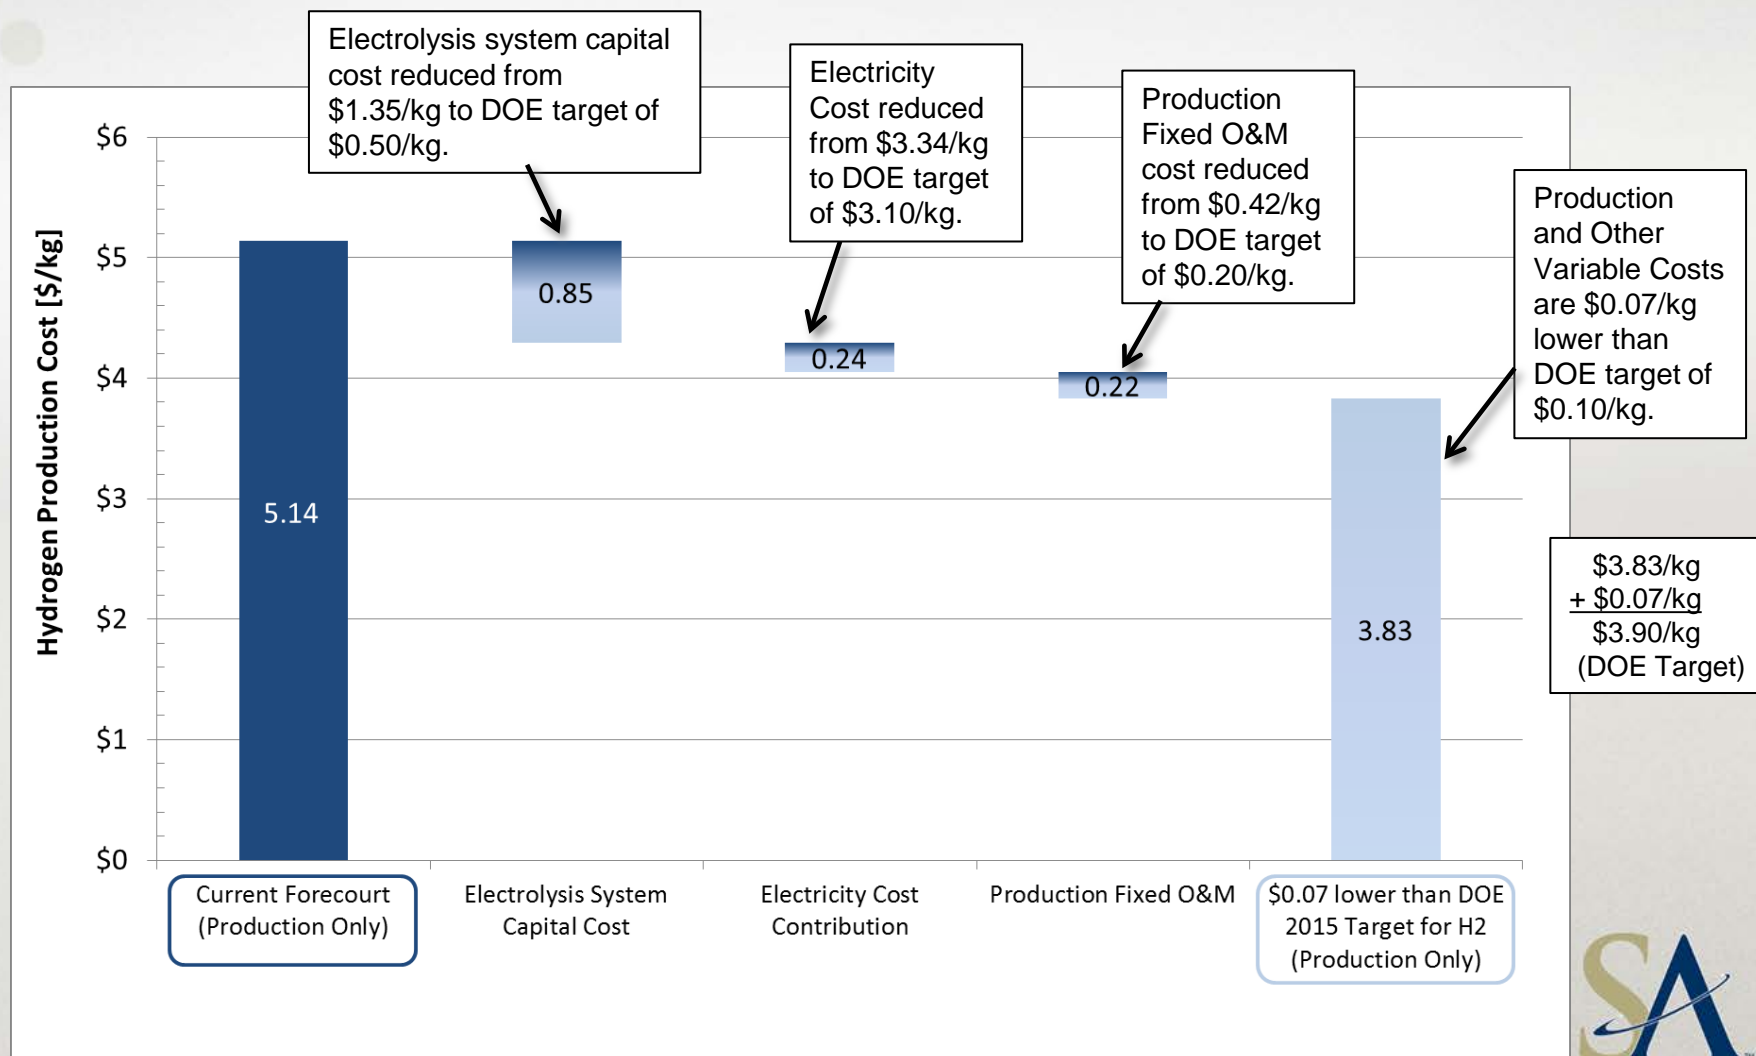 Electrolysis system capital
cost reduced from
$1.35/kg to DOE target of
$0.50/kg.
Electricity
Cost reduced
from $3.34/kg
to DOE target
of $3.10/kg.
Production
Fixed O&M
cost reduced
from $0.42/kg
to DOE target
of $0.20/kg.
Production
and Other
Variable Costs
are $0.07/kg
lower than
DOE target of
$0.10/kg.
Hydrogen Production Cost [$/kg]
$6
$5
$4
$3
$2
$1
$0
5.14
0.85
0.24
0.22
3.83
$3.83/kg
+ $0.07/kg
$3.90/kg
(DOE Target)
Current Forecourt
(Production Only)
Electrolysis System
Capital Cost
Electricity Cost
Contribution
Production Fixed O&M
$0.07 lower than DOE
2015 Target for H2
(Production Only)
SA